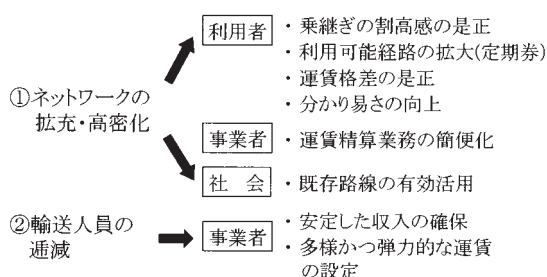 ①ネットワークの
拡充・高密化
利用者
・乗継ぎの割高感の是正
・利用可能経路の拡大(定期券)
・運賃格差の是正
・分かり易さの向上
事業者
・運賃精算業務の簡便化
社 会
・既存路線の有効活用
②輸送人員の
逓減
事業者
・安定した収入の確保
・多様かつ弾力的な運賃
の設定